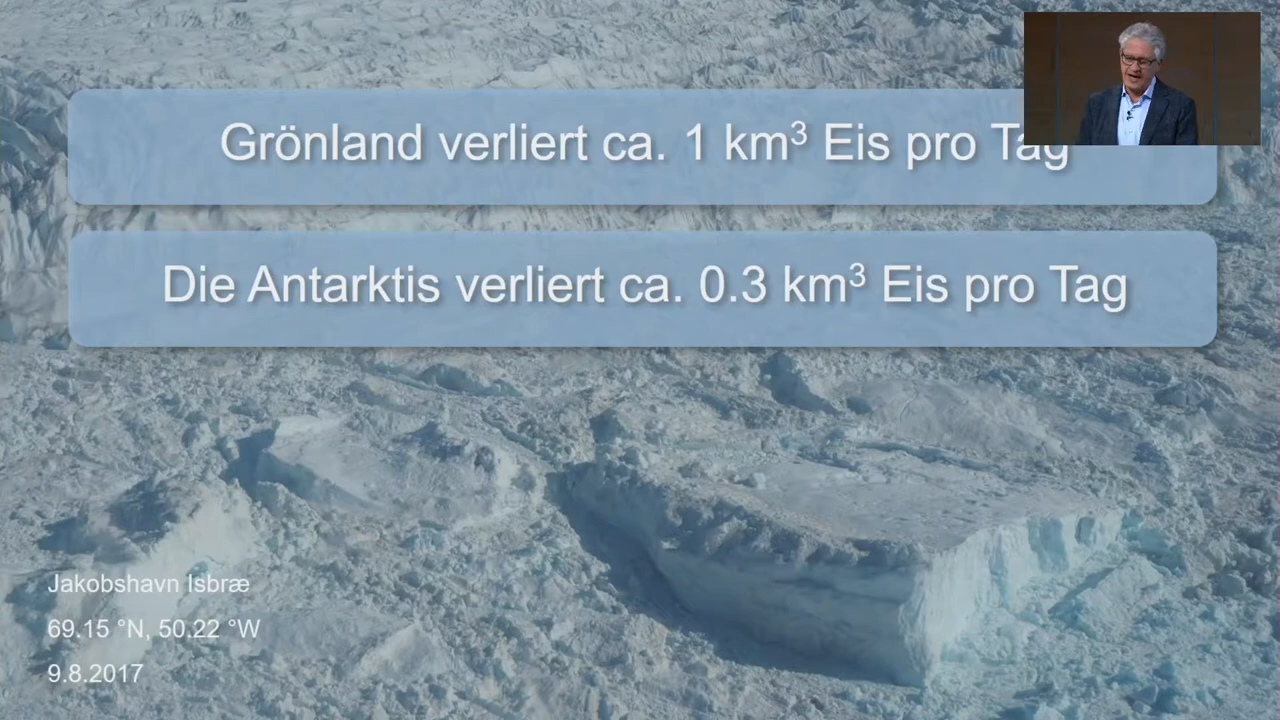 Grönland verliert ca. 1 km³ Eis pro Tag
Die Antarktis verliert ca. 0.3 km³ Eis pro Tag
Jakobshavn Isbræ
69.15 °N, 50.22 °W
9.8.2017